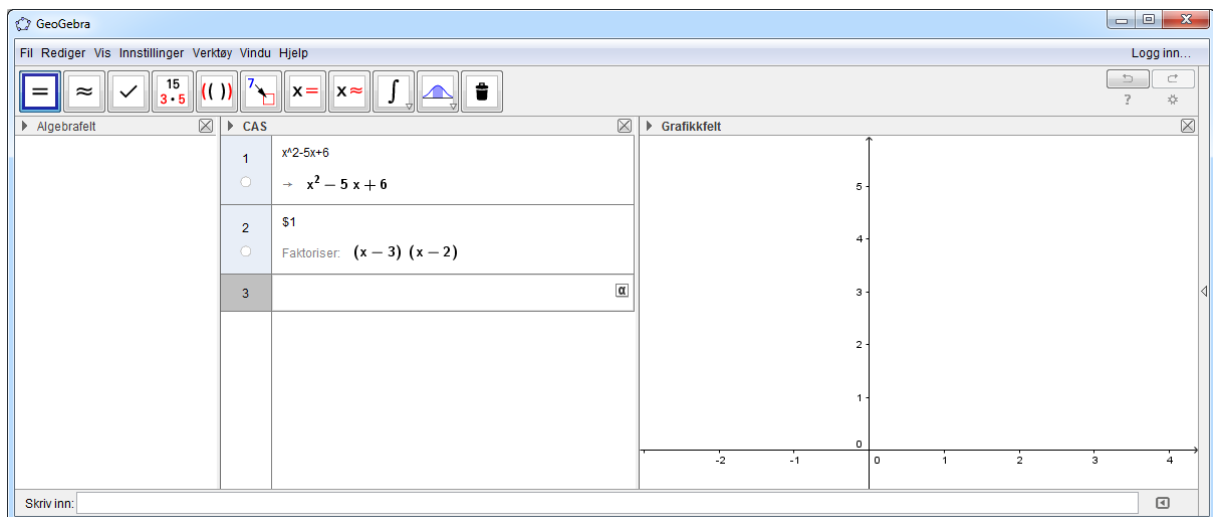 GeoGebra
Fil Rediger Vis Innstillinger Verktøy Vindu Hjelp Logg inn...
= ≈ ✓ 15 3·5 (( )) 7 x= x≈ ∫
?
Algebrafelt CAS Grafikkfelt
1 x^2-5x+6
→ x² − 5 x + 6
2 $1
Faktoriser: (x − 3) (x − 2)
3 α
5
4
3
2
1
0
-2 -1 0 1 2 3 4
Skriv inn: